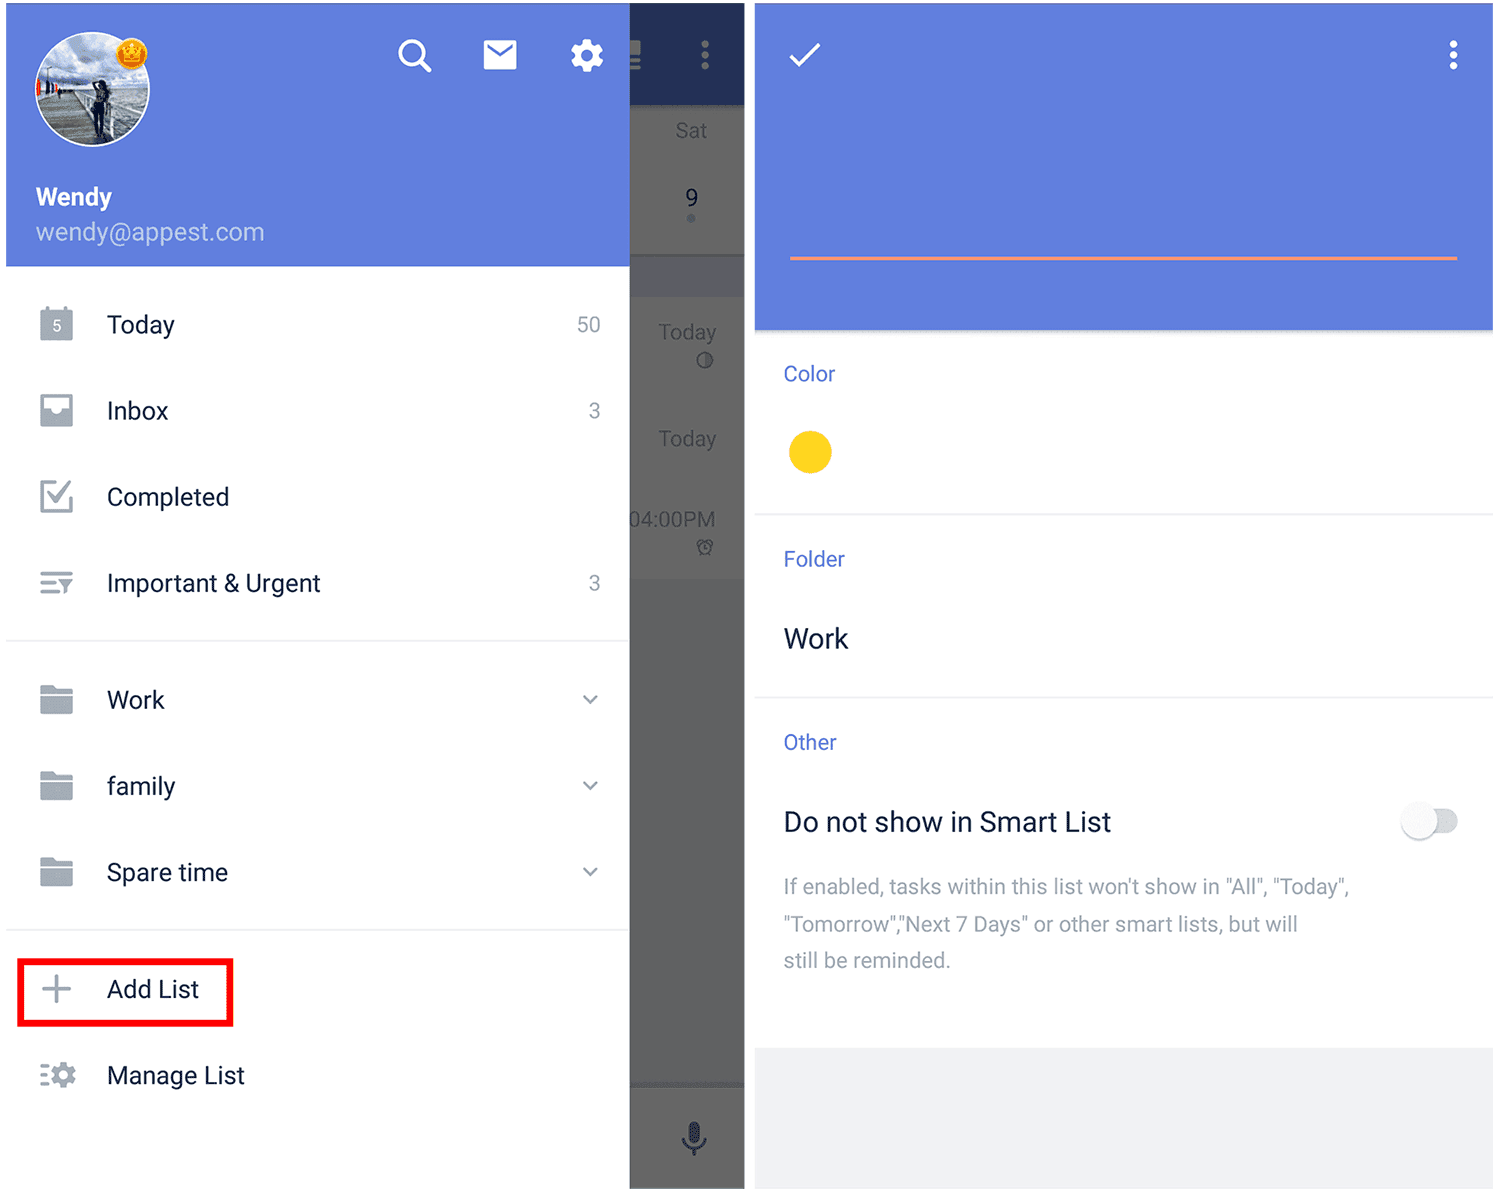 Wendy
wendy@appest.com
5
Today
50
Inbox
3
Completed
Important & Urgent
3
Work
family
Spare time
Add List
Manage List
Sat
9
Today
Today
04:00PM
Color
Folder
Work
Other
Do not show in Smart List
If enabled, tasks within this list won't show in "All", "Today",
"Tomorrow","Next 7 Days" or other smart lists, but will
still be reminded.